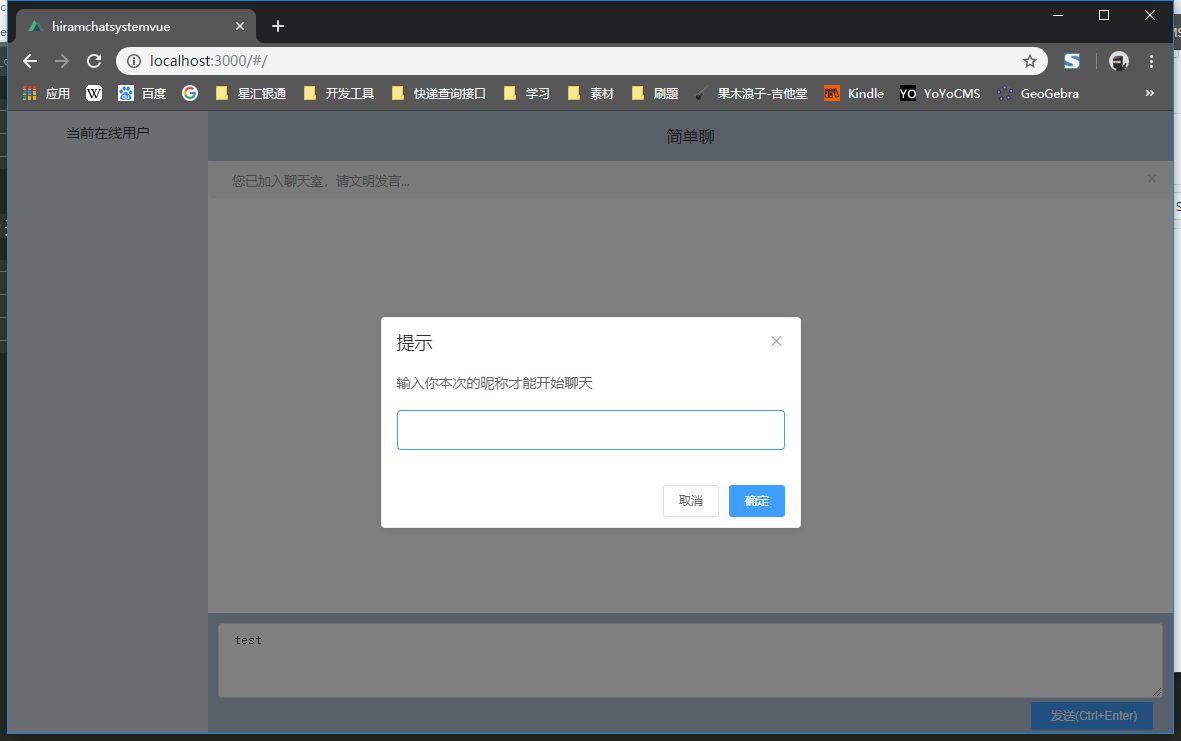 hiramchatsystemvue
localhost:3000/#/
应用 W 百度 G 星汇银通 开发工具 快递查询接口 学习 素材 刷题 果木浪子-吉他堂 Kindle YO YoYoCMS GeoGebra »
当前在线用户
简单聊
您已加入聊天室，请文明发言...
提示
输入你本次的昵称才能开始聊天
取消 确定
test
发送(Ctrl+Enter)